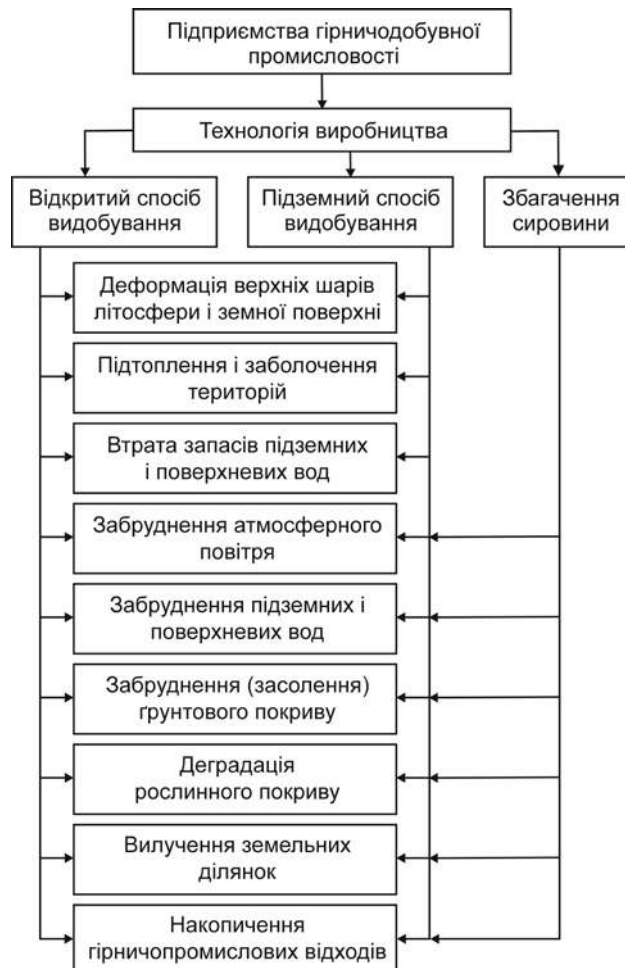 Підприємства гірничодобувної
промисловості
Технологія виробництва
Відкритий спосіб
видобування
Підземний спосіб
видобування
Збагачення
сировини
Деформація верхніх шарів
літосфери і земної поверхні
Підтоплення і заболочення
територій
Втрата запасів підземних
і поверхневих вод
Забруднення атмосферного
повітря
Забруднення підземних і
поверхневих вод
Забруднення (засолення)
ґрунтового покриву
Деградація
рослинного покриву
Вилучення земельних
ділянок
Накопичення
гірничопромислових відходів